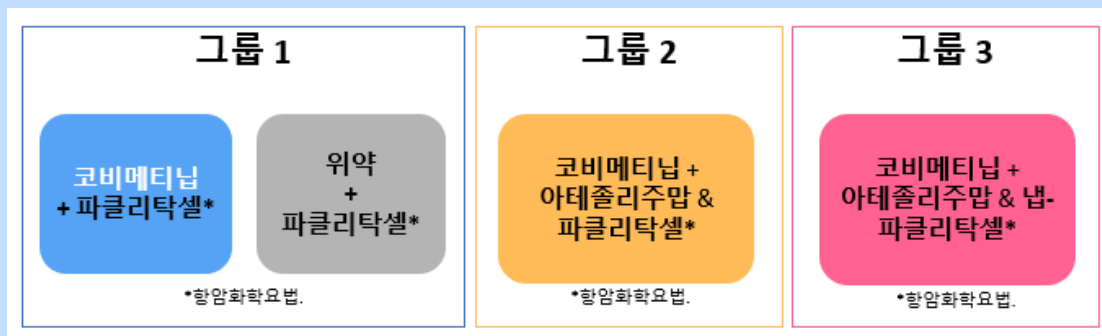 그룹 1
코비메티닙
+ 파클리탁셀*
위약
+
파클리탁셀*
*항암화학요법.
그룹 2
코비메티닙 +
아테졸리주맙 &
파클리탁셀*
*항암화학요법.
그룹 3
코비메티닙 +
아테졸리주맙 & 냅-
파클리탁셀*
*항암화학요법.